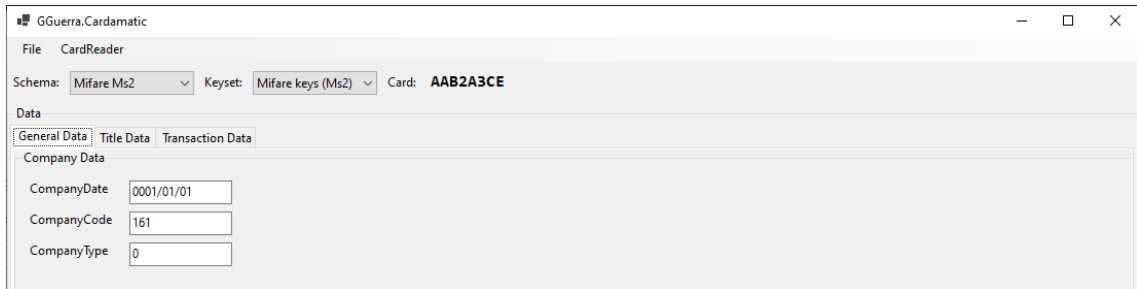 GGuerra.Cardamatic
File CardReader
Schema: Mifare Ms2 Keyset: Mifare keys (Ms2) Card: AAB2A3CE
Data
General Data Title Data Transaction Data
Company Data
CompanyDate 0001/01/01
CompanyCode 161
CompanyType 0